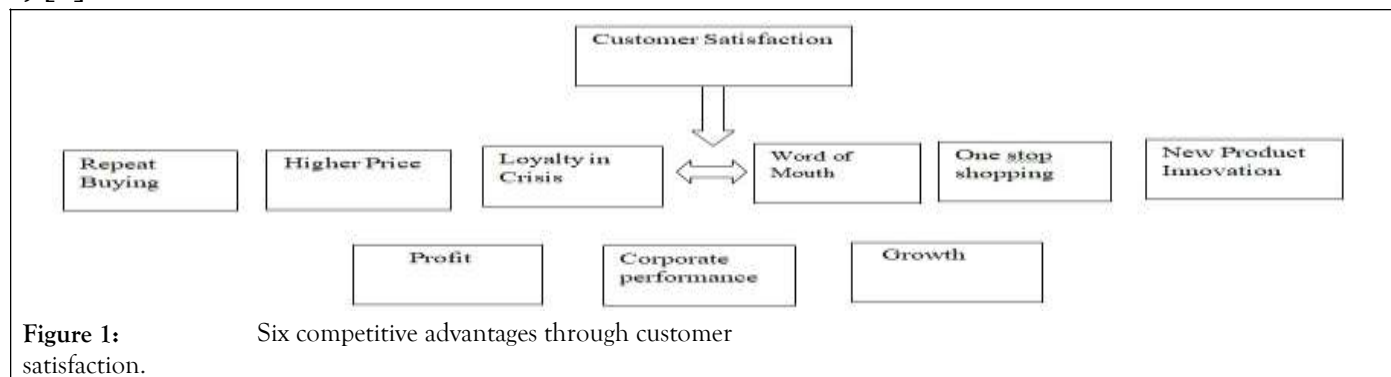 Customer Satisfaction
Repeat
Buying
Higher Price
Loyalty in
Crisis
Word of
Mouth
One stop
shopping
New Product
Innovation
Profit
Corporate
performance
Growth
Figure 1: Six competitive advantages through customer
satisfaction.